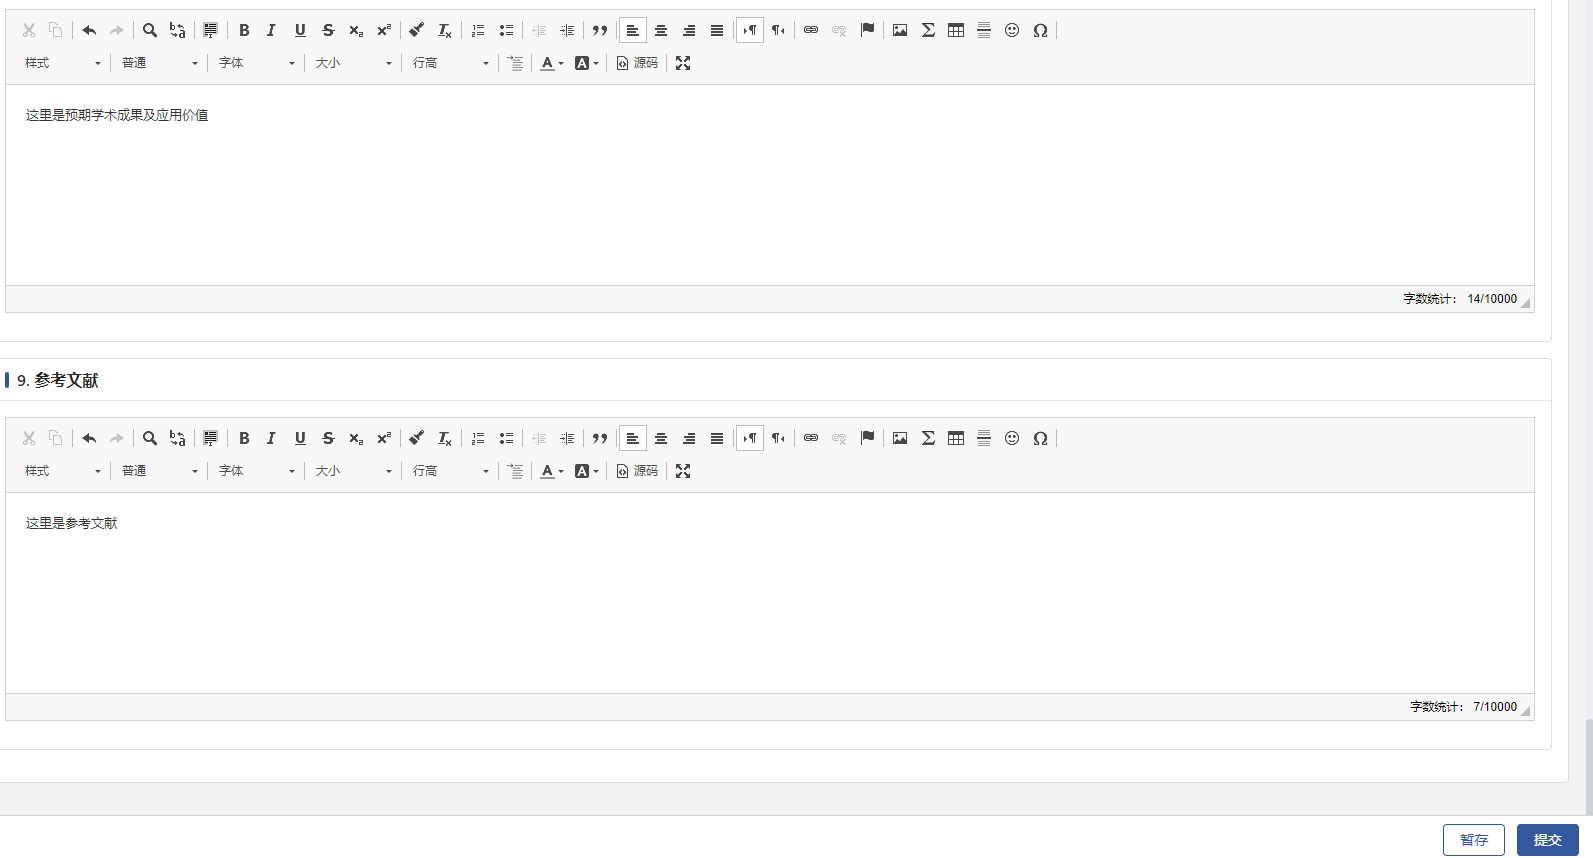 样式 普通 字体 大小 行高 源码
这里是预期学术成果及应用价值
字数统计： 14/10000
9. 参考文献
样式 普通 字体 大小 行高 源码
这里是参考文献
字数统计： 7/10000
暂存 提交